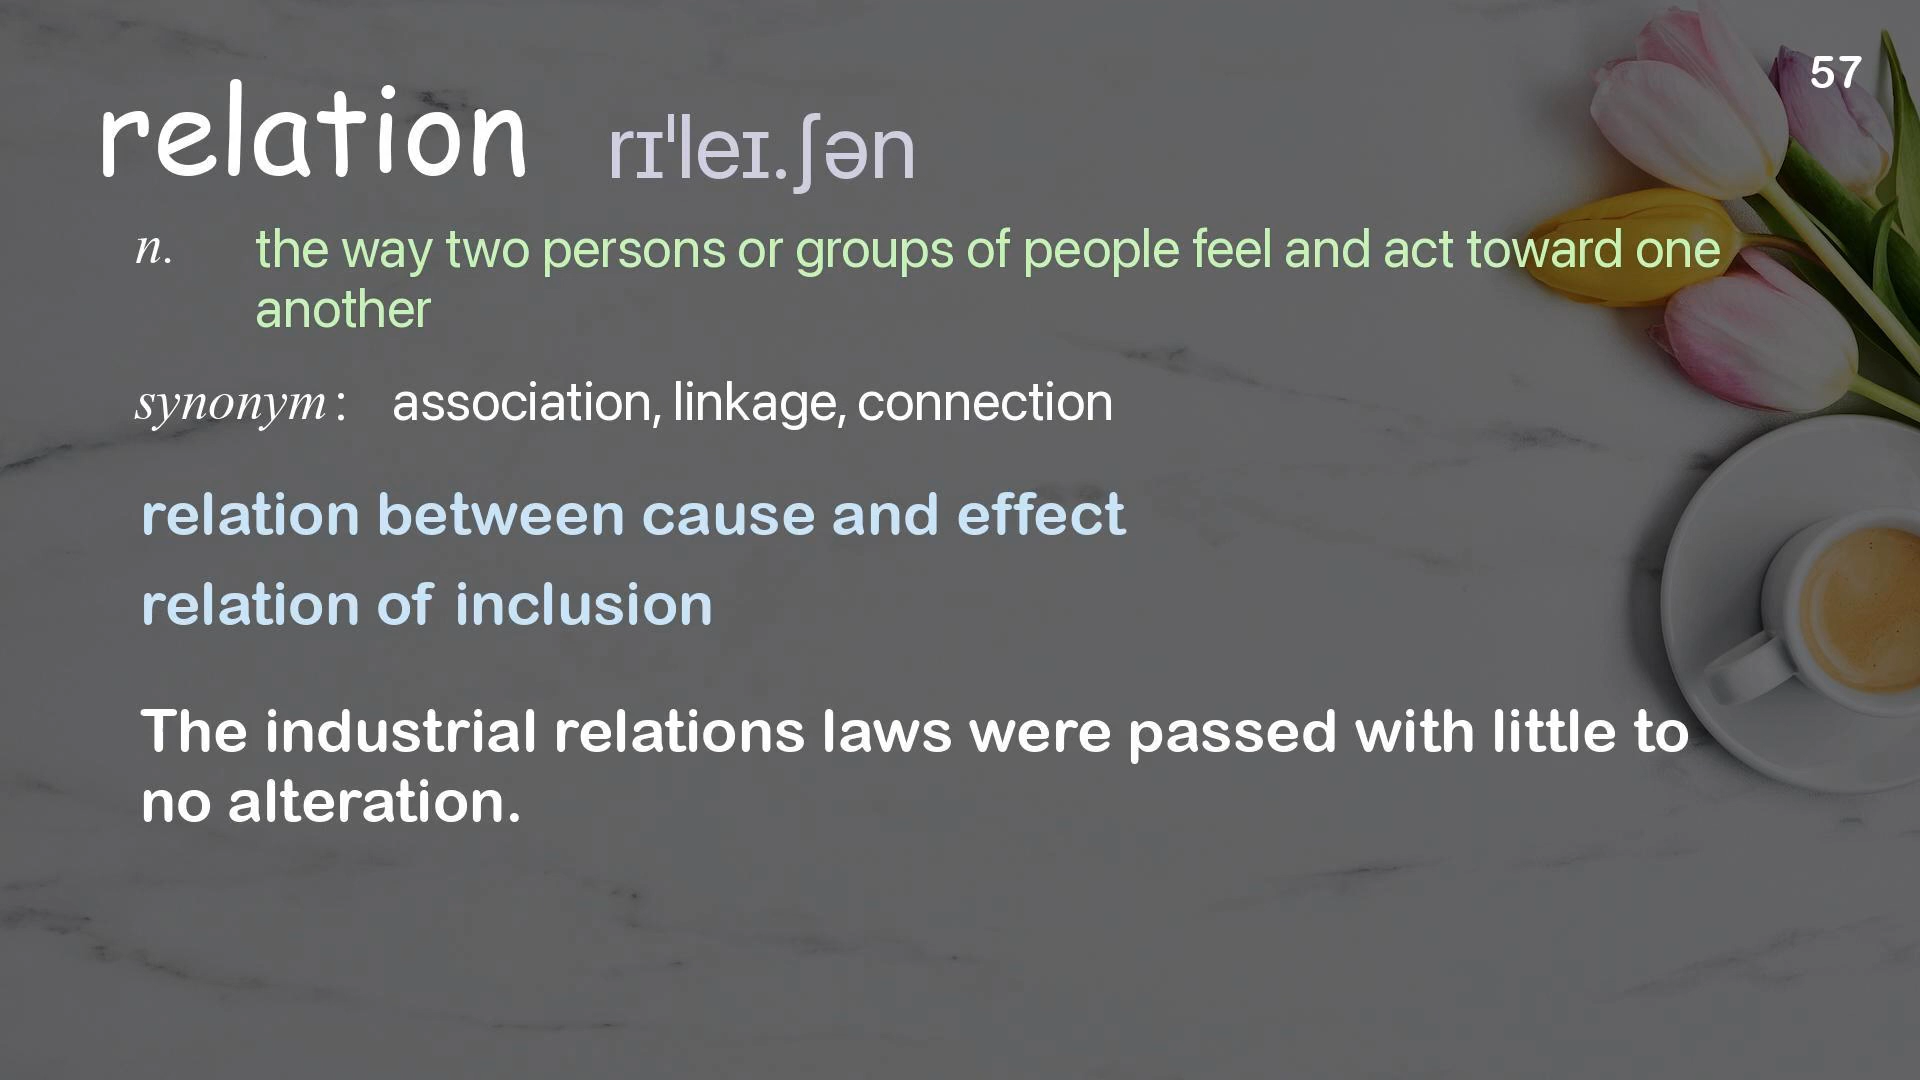 57
relation rɪˈleɪ.ʃən
n. the way two persons or groups of people feel and act toward one
another
synonym: association, linkage, connection
relation between cause and effect
relation of inclusion
The industrial relations laws were passed with little to
no alteration.